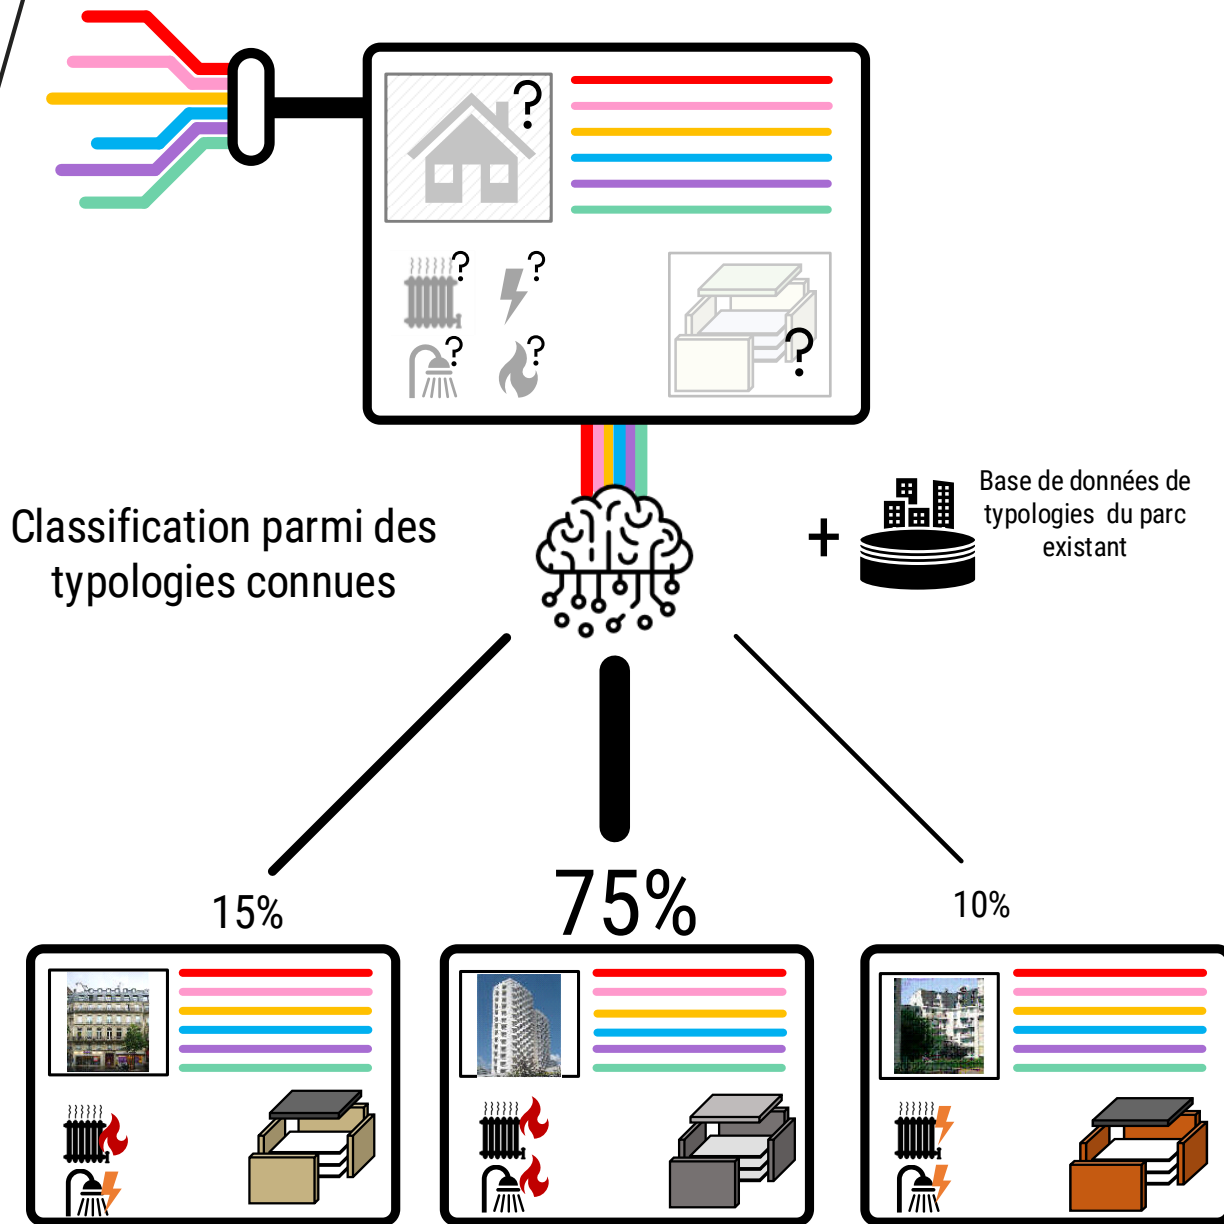 ?
? ?
? ?
?
Classification parmi des
typologies connues
+
Base de données de
typologies du parc
existant
15%
75%
10%